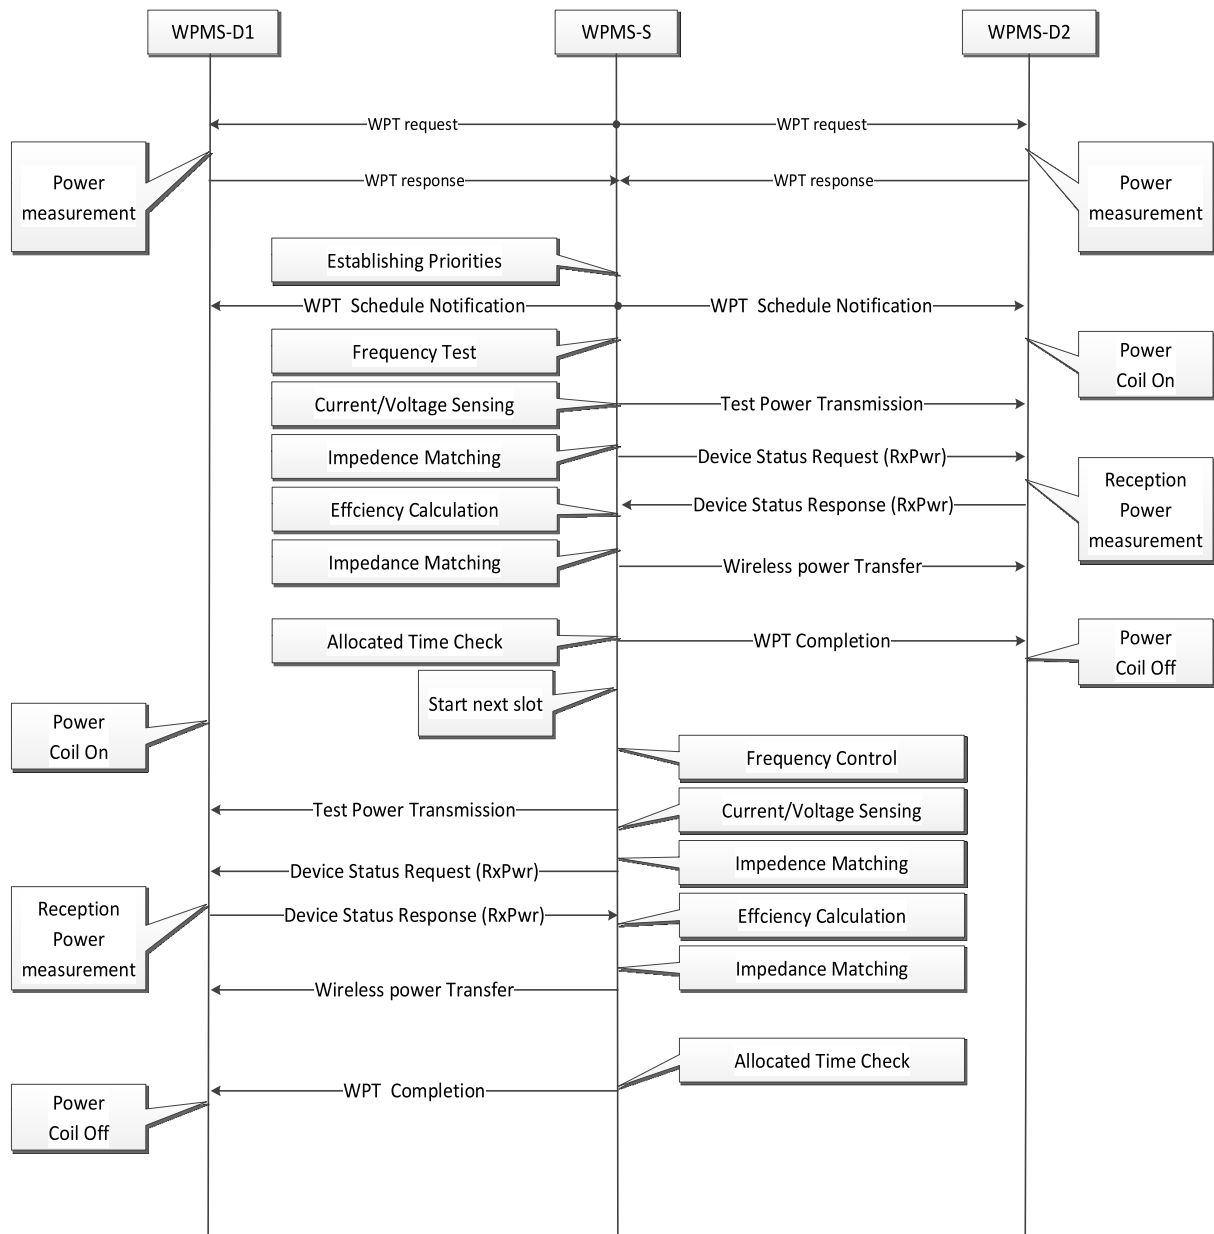 WPMS-D1
WPMS-S
WPMS-D2
WPT request
WPT request
Power
measurement
WPT response
WPT response
Power
measurement
Establishing Priorities
WPT  Schedule Notification
WPT  Schedule Notification
Frequency Test
Power
Coil On
Current/Voltage Sensing
Test Power Transmission
Impedence Matching
Device Status Request (RxPwr)
Effciency Calculation
Device Status Response (RxPwr)
Reception
Power
measurement
Impedance Matching
Wireless power Transfer
Allocated Time Check
WPT Completion
Power
Coil Off
Start next slot
Power
Coil On
Frequency Control
Test Power Transmission
Current/Voltage Sensing
Device Status Request (RxPwr)
Impedence Matching
Reception
Power
measurement
Device Status Response (RxPwr)
Effciency Calculation
Impedance Matching
Wireless power Transfer
Allocated Time Check
WPT  Completion
Power
Coil Off